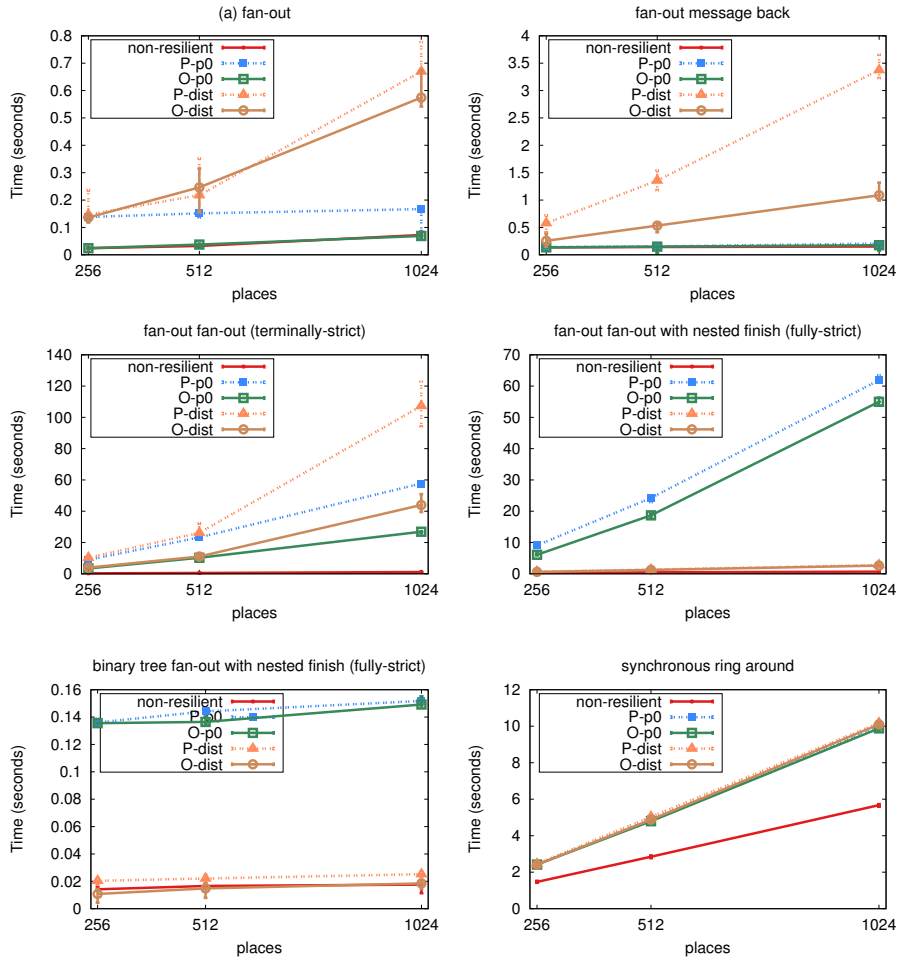 (a) fan-out
0.8
0.7
0.6
0.5
0.4
0.3
0.2
0.1
0
Time (seconds)
non-resilient
P-p0
O-p0
P-dist
O-dist
256
512
1024
places
fan-out message back
4
3.5
3
2.5
2
1.5
1
0.5
0
Time (seconds)
non-resilient
P-p0
O-p0
P-dist
O-dist
256
512
1024
places
fan-out fan-out (terminally-strict)
140
120
100
80
60
40
20
0
Time (seconds)
non-resilient
P-p0
O-p0
P-dist
O-dist
256
512
1024
places
fan-out fan-out with nested finish (fully-strict)
70
60
50
40
30
20
10
0
Time (seconds)
non-resilient
P-p0
O-p0
P-dist
O-dist
256
512
1024
places
binary tree fan-out with nested finish (fully-strict)
0.16
0.14
0.12
0.1
0.08
0.06
0.04
0.02
0
Time (seconds)
non-resilient
P-p0
O-p0
P-dist
O-dist
256
512
1024
places
synchronous ring around
12
10
8
6
4
2
0
Time (seconds)
non-resilient
P-p0
O-p0
P-dist
O-dist
256
512
1024
places